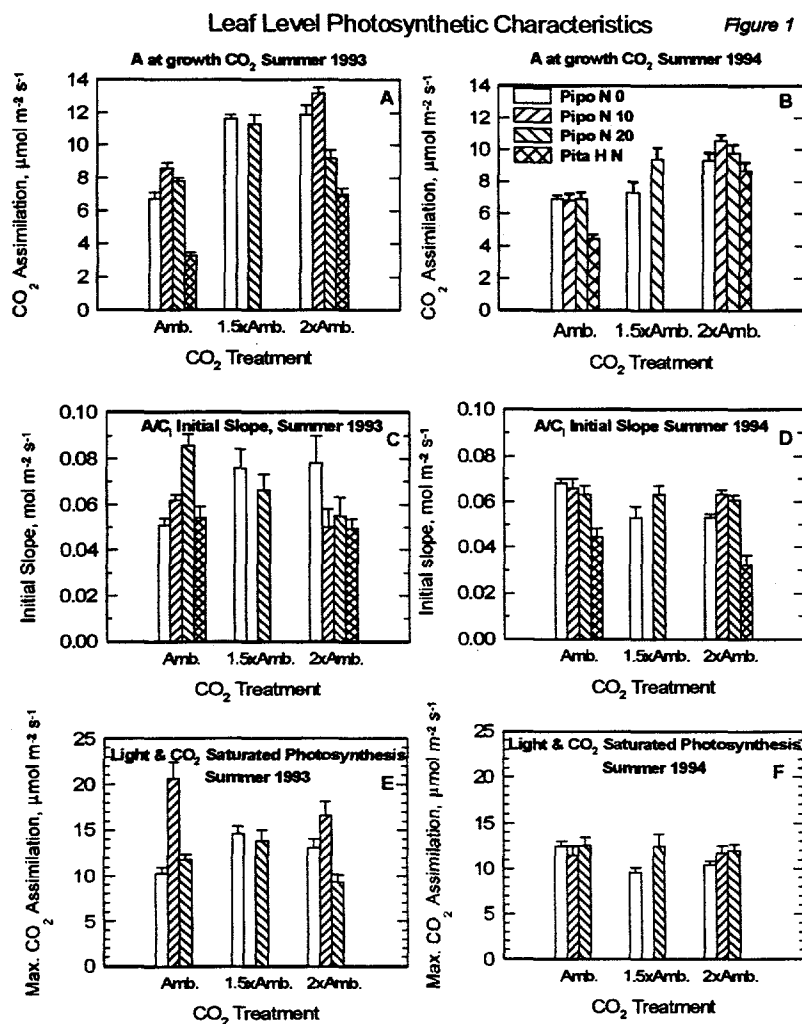 Leaf Level Photosynthetic Characteristics
Figure 1
A at growth CO₂ Summer 1993
A
CO₂ Assimilation, μmol m⁻² s⁻¹
14
12
10
8
6
4
2
0
Amb. 1.5xAmb. 2xAmb.
CO₂ Treatment
A at growth CO₂ Summer 1994
B
Pipo N 0
Pipo N 10
Pipo N 20
Pita H N
CO₂ Assimilation, μmol m⁻² s⁻¹
14
12
10
8
6
4
2
0
Amb. 1.5xAmb. 2xAmb.
CO₂ Treatment
A/Cᵢ Initial Slope, Summer 1993
C
Initial Slope, mol m⁻² s⁻¹
0.10
0.08
0.06
0.04
0.02
0.00
Amb. 1.5xAmb. 2xAmb.
CO₂ Treatment
A/Cᵢ Initial Slope Summer 1994
D
Initial slope, mol m⁻² s⁻¹
0.10
0.08
0.06
0.04
0.02
0.00
Amb. 1.5xAmb. 2xAmb.
CO₂ Treatment
Light & CO₂ Saturated Photosynthesis
Summer 1993
E
Max. CO₂ Assimilation, μmol m⁻² s⁻¹
25
20
15
10
5
0
Amb. 1.5xAmb. 2xAmb.
CO₂ Treatment
Light & CO₂ Saturated Photosynthesis
Summer 1994
F
Max. CO₂ Assimilation, μmol m⁻² s⁻¹
25
20
15
10
5
0
Amb. 1.5xAmb. 2xAmb.
CO₂ Treatment